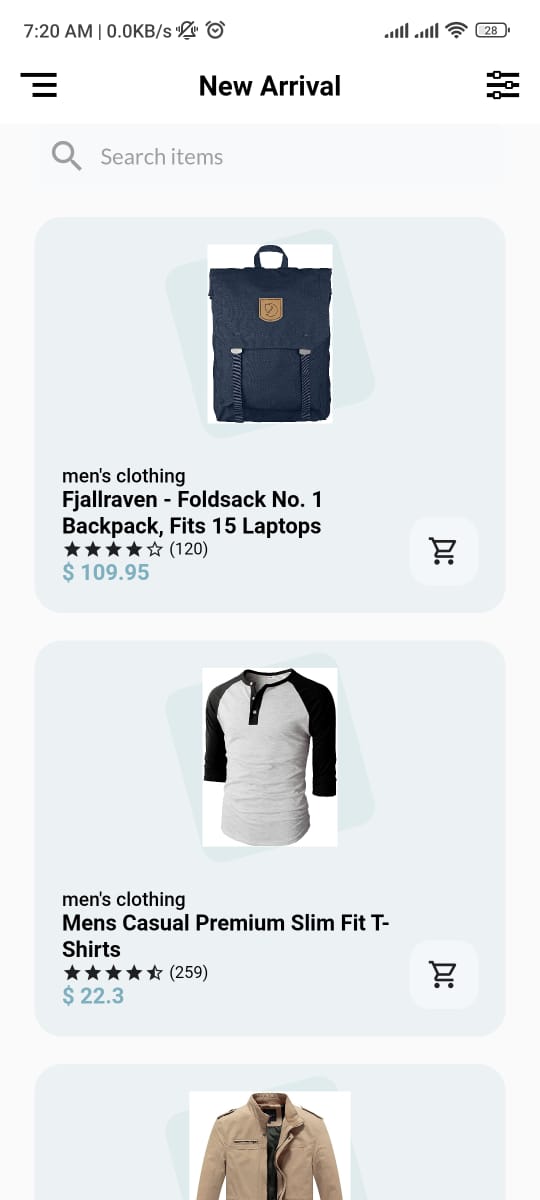 7:20 AM | 0.0KB/s
28
New Arrival
Search items
men's clothing
Fjallraven - Foldsack No. 1
Backpack, Fits 15 Laptops
(120)
$ 109.95
men's clothing
Mens Casual Premium Slim Fit T-
Shirts
(259)
$ 22.3